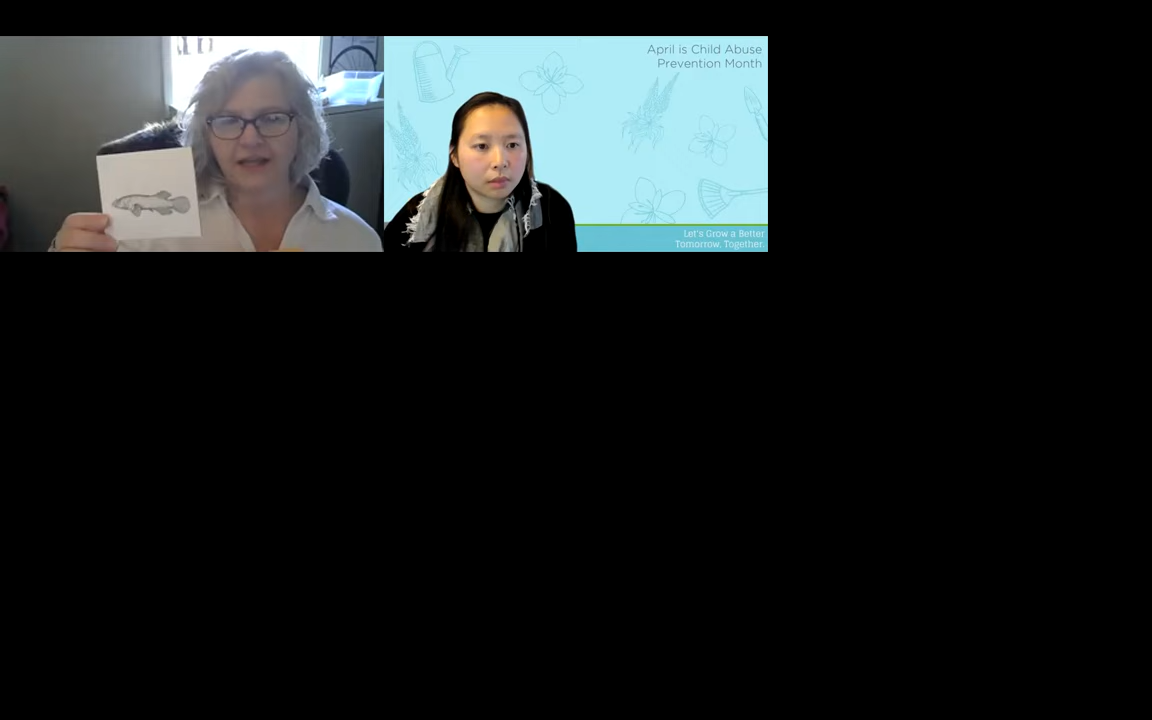 April is Child Abuse
Prevention Month
Let's Grow a Better
Tomorrow. Together.